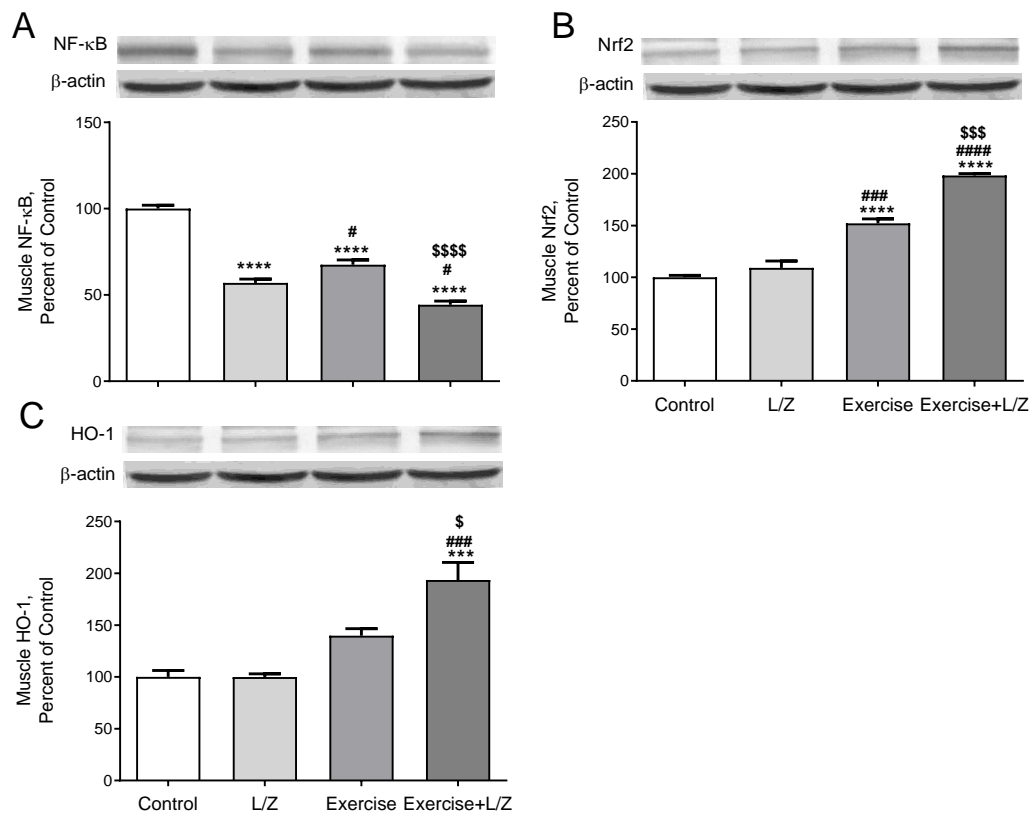 A
NF-κB
β-actin
Muscle NF-κB,
Percent of Control
150
100
50
0
****
#
****
$$$$
#
****
B
Nrf2
β-actin
Muscle Nrf2,
Percent of Control
250
200
150
100
50
0
###
****
$$$
####
****
Control L/Z Exercise Exercise+L/Z
C
HO-1
β-actin
Muscle HO-1,
Percent of Control
250
200
150
100
50
0
$
###
***
Control L/Z Exercise Exercise+L/Z